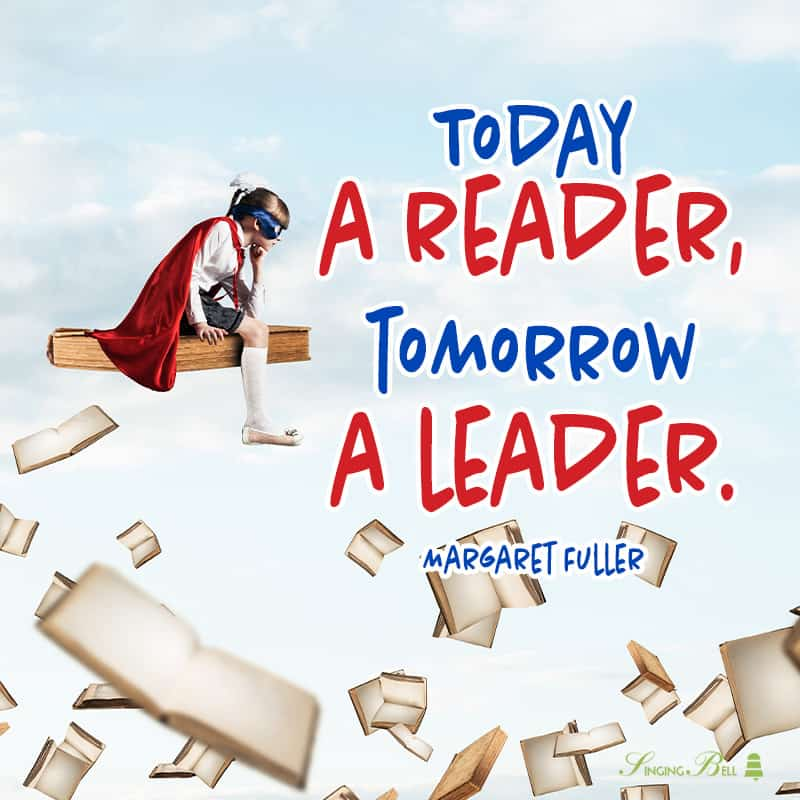 TODAY
A READER,
TOMORROW
A LEADER.
MARGARET FULLER
SINGING BELL